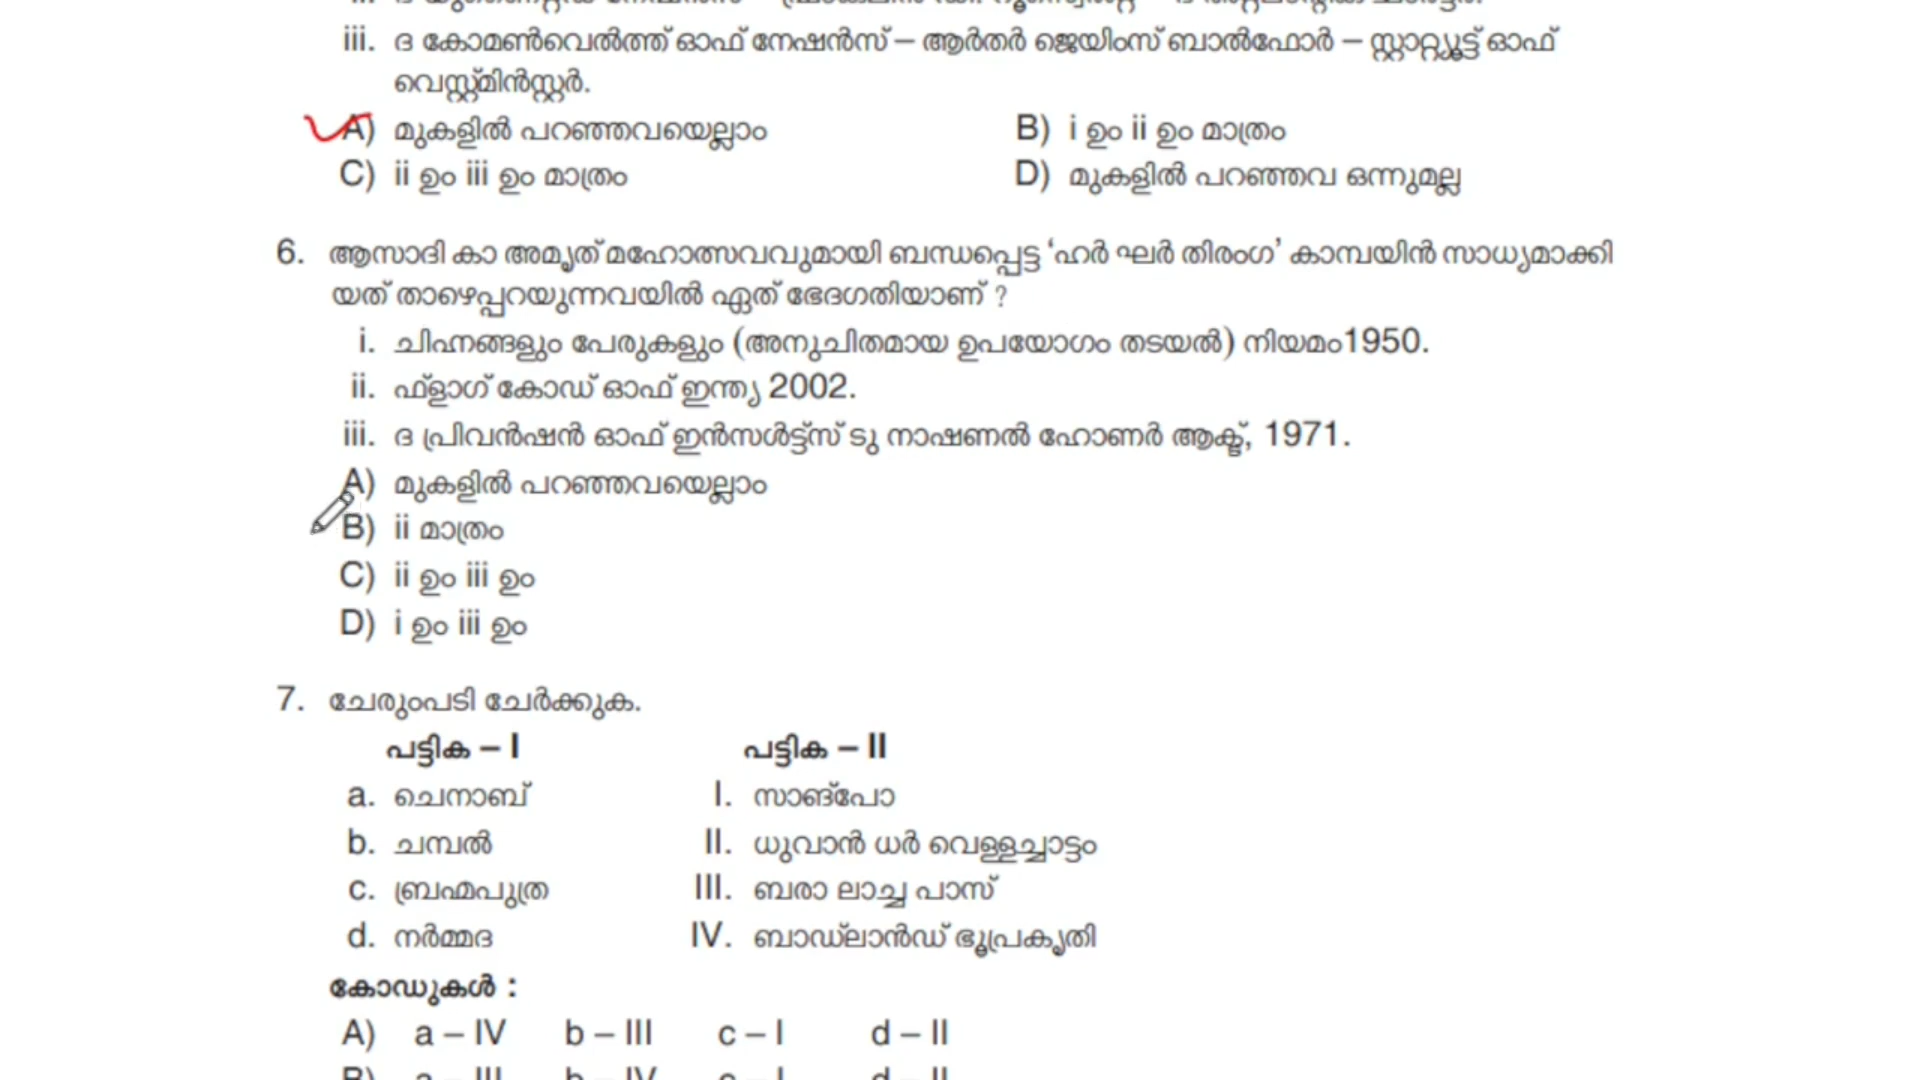 iii. ദ കോമൺവെൽത്ത് ഓഫ് നേഷൻസ് – ആർതർ ജെയിംസ് ബാൽഫോർ – സ്റ്റാറ്റ്യൂട്ട് ഓഫ്
വെസ്റ്റ്മിൻസ്റ്റർ.
A) മുകളിൽ പറഞ്ഞവയെല്ലാം B) i ഉം ii ഉം മാത്രം
C) ii ഉം iii ഉം മാത്രം D) മുകളിൽ പറഞ്ഞവ ഒന്നുമല്ല
6. ആസാദി കാ അമൃത് മഹോത്സവവുമായി ബന്ധപ്പെട്ട ‘ഹർ ഘർ തിരംഗ’ കാമ്പയിൻ സാധ്യമാക്കി
യത് താഴെപ്പറയുന്നവയിൽ ഏത് ഭേദഗതിയാണ് ?
i. ചിഹ്നങ്ങളും പേരുകളും (അനുചിതമായ ഉപയോഗം തടയൽ) നിയമം1950.
ii. ഫ്ളാഗ് കോഡ് ഓഫ് ഇന്ത്യ 2002.
iii. ദ പ്രിവൻഷൻ ഓഫ് ഇൻസൾട്ട്സ് ടു നാഷണൽ ഹോണർ ആക്ട്, 1971.
A) മുകളിൽ പറഞ്ഞവയെല്ലാം
B) ii മാത്രം
C) ii ഉം iii ഉം
D) i ഉം iii ഉം
7. ചേരുംപടി ചേർക്കുക.
പട്ടിക – I പട്ടിക – II
a. ചെനാബ് I. സാങ്പോ
b. ചമ്പൽ II. ധുവാൻ ധർ വെള്ളച്ചാട്ടം
c. ബ്രഹ്മപുത്ര III. ബരാ ലാച്ച പാസ്
d. നർമ്മദ IV. ബാഡ്‌ലാൻഡ് ഭൂപ്രകൃതി
കോഡുകൾ :
A) a – IV b – III c – I d – II
B) a – III b – IV c – I d – II